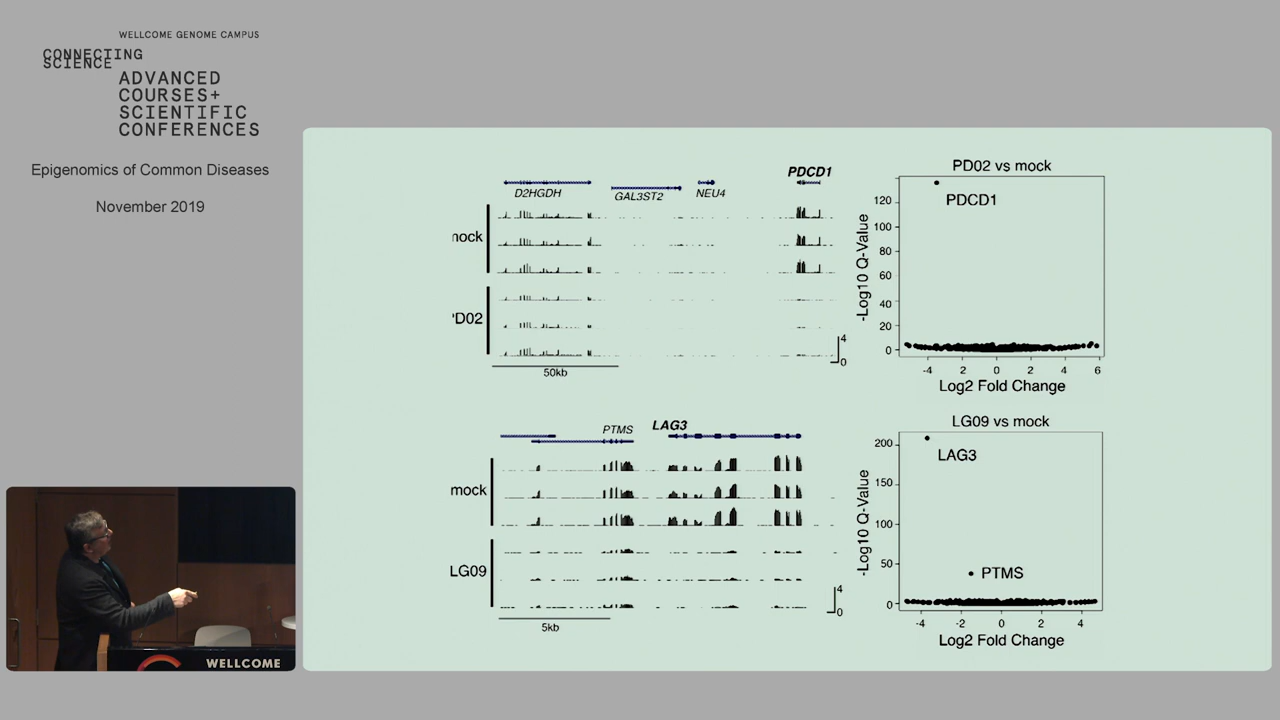 WELLCOME GENOME CAMPUS
CONNECTING
SCIENCE
ADVANCED
COURSES+
SCIENTIFIC
CONFERENCES
Epigenomics of Common Diseases
November 2019
PDCD1
D2HGDH
GAL3ST2
NEU4
mock
PD02
4
0
50kb
PD02 vs mock
PDCD1
-Log10 Q-Value
120
100
80
60
40
20
0
-4 2 0 2 4 6
Log2 Fold Change
PTMS
LAG3
mock
LG09
4
0
5kb
LG09 vs mock
LAG3
PTMS
-Log10 Q-Value
200
150
100
50
0
-4 -2 0 2 4
Log2 Fold Change
WELLCOME